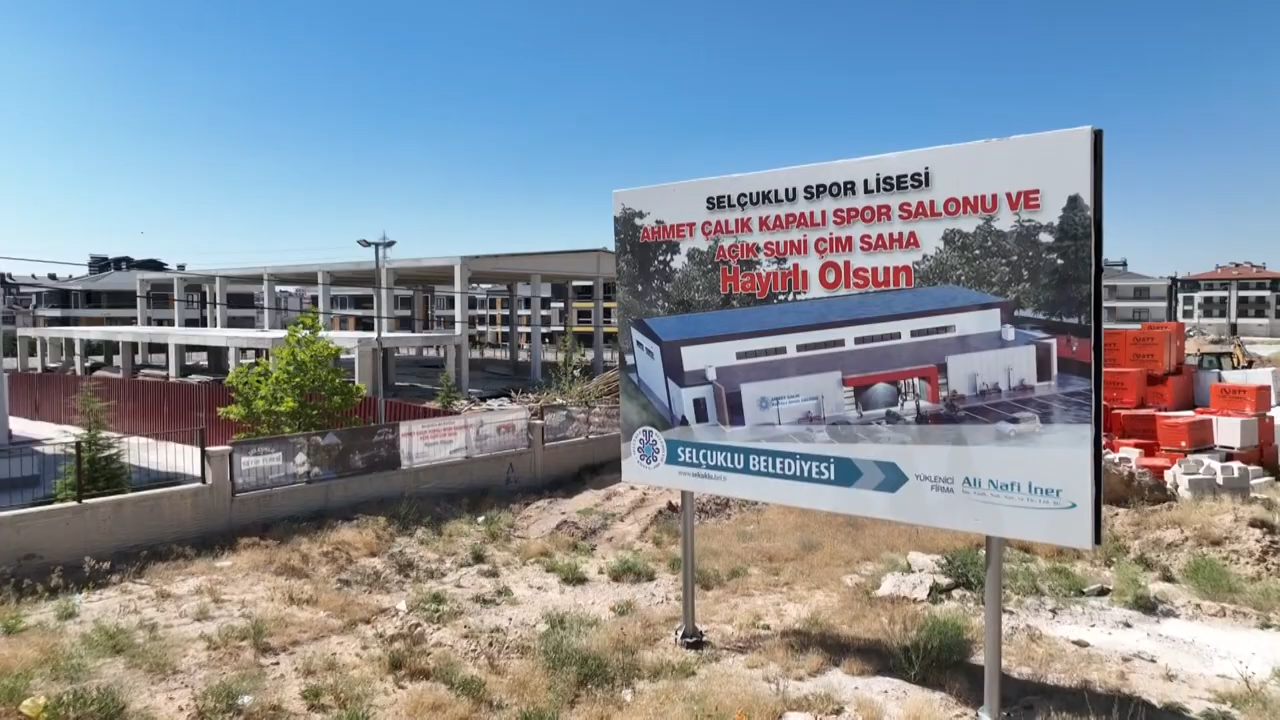 SELÇUKLU SPOR LİSESİ
AHMET ÇALIK KAPALI SPOR SALONU VE
AÇIK SUNİ ÇİM SAHA
Hayırlı Olsun
SELÇUKLU BELEDİYESİ
www.selcuklu.bel.tr
YÜKLENİCİ
FİRMA
Ali Nafi İner